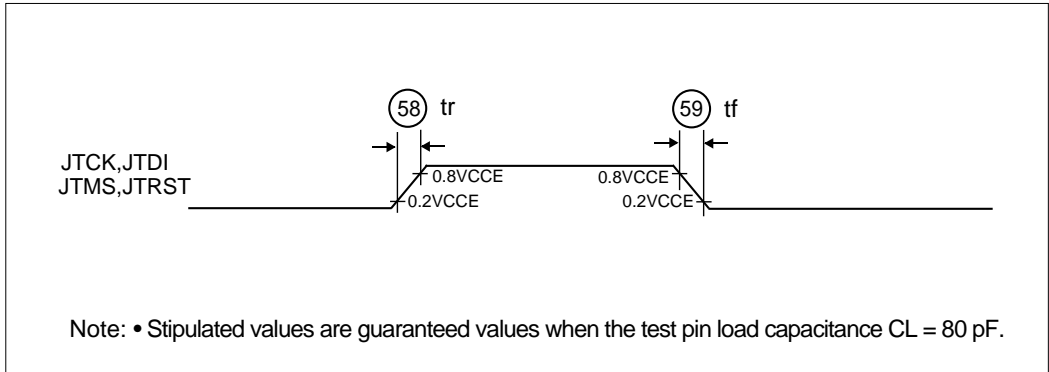 58 tr
59 tf
JTCK,JTDI
JTMS,JTRST
0.8VCCE
0.8VCCE
0.2VCCE
0.2VCCE
Note: • Stipulated values are guaranteed values when the test pin load capacitance CL = 80 pF.